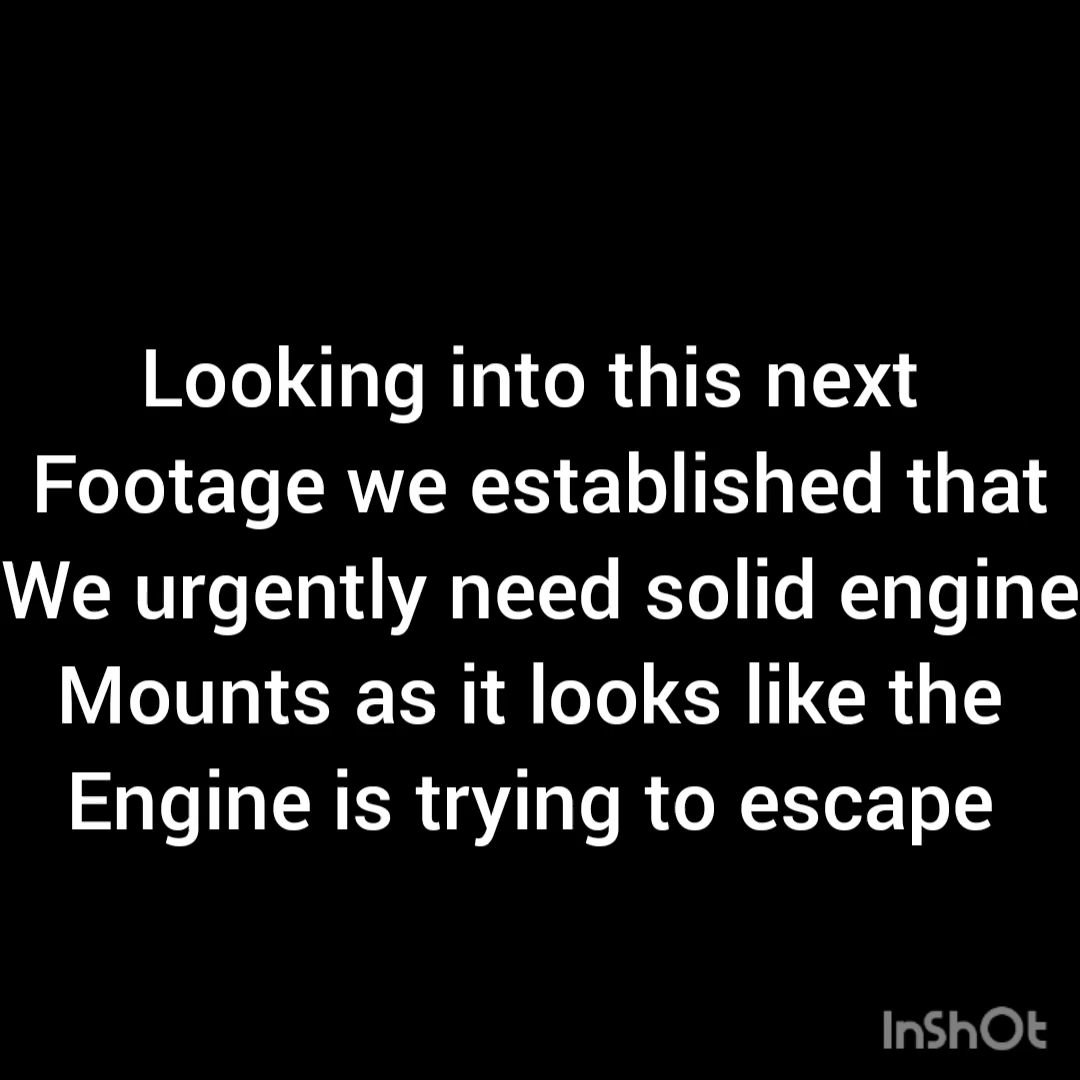 Looking into this next
Footage we established that
We urgently need solid engine
Mounts as it looks like the
Engine is trying to escape
InShOt